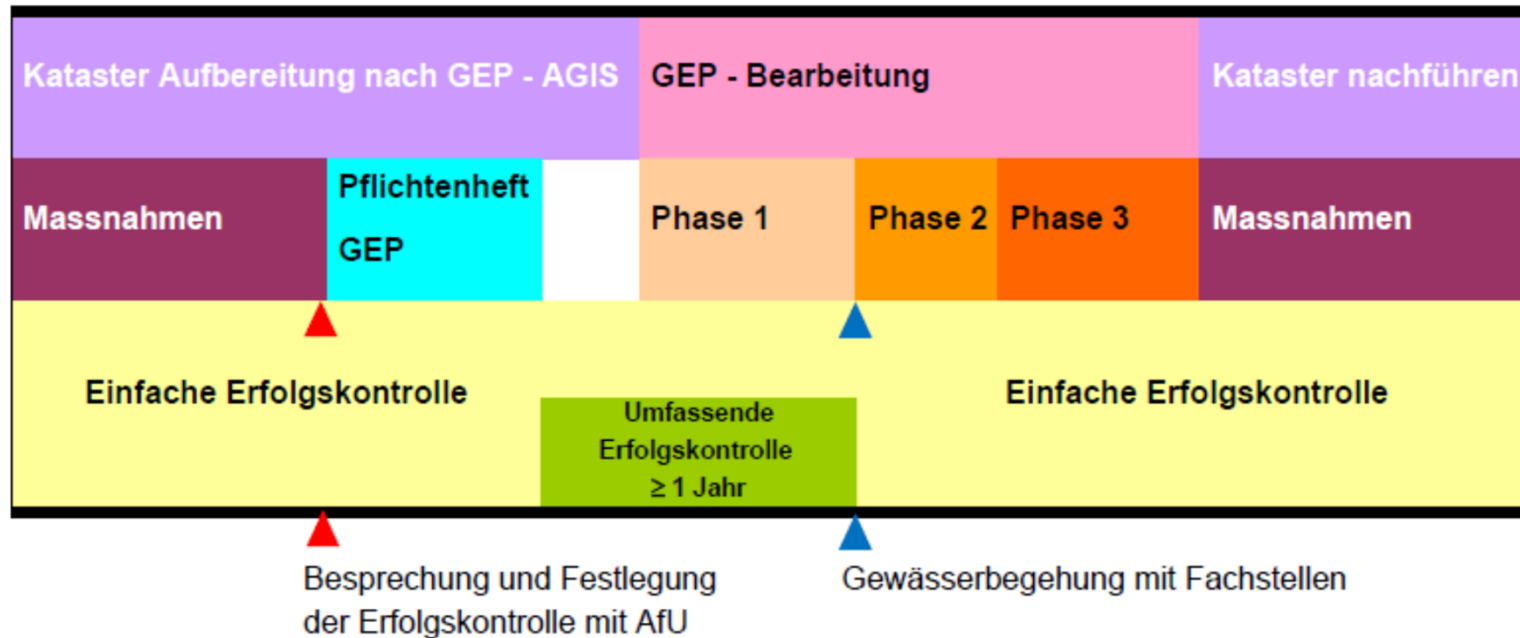 Kataster Aufbereitung nach GEP - AGIS
GEP - Bearbeitung
Kataster nachführen
Massnahmen
Pflichtenheft
GEP
Phase 1
Phase 2
Phase 3
Massnahmen
Einfache Erfolgskontrolle
Umfassende
Erfolgskontrolle
≥ 1 Jahr
Einfache Erfolgskontrolle
Besprechung und Festlegung
der Erfolgskontrolle mit AfU
Gewässerbegehung mit Fachstellen